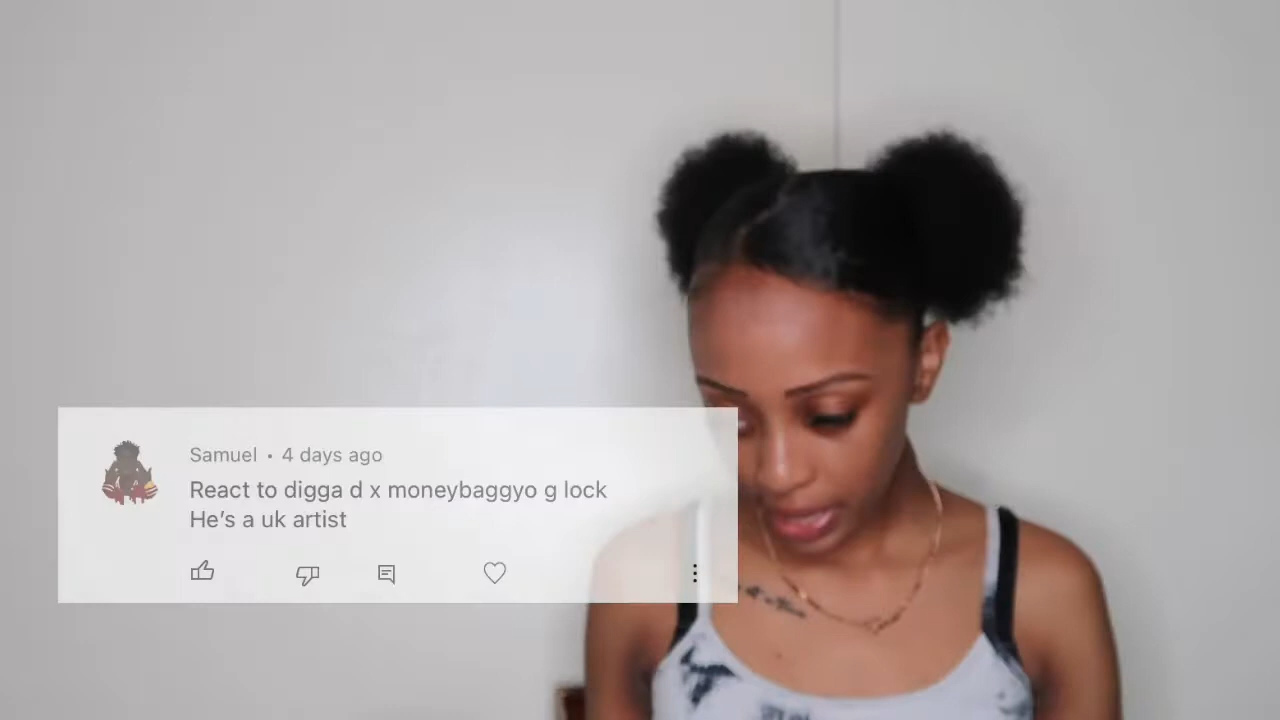 Samuel • 4 days ago
React to digga d x moneybaggyo g lock
He's a uk artist